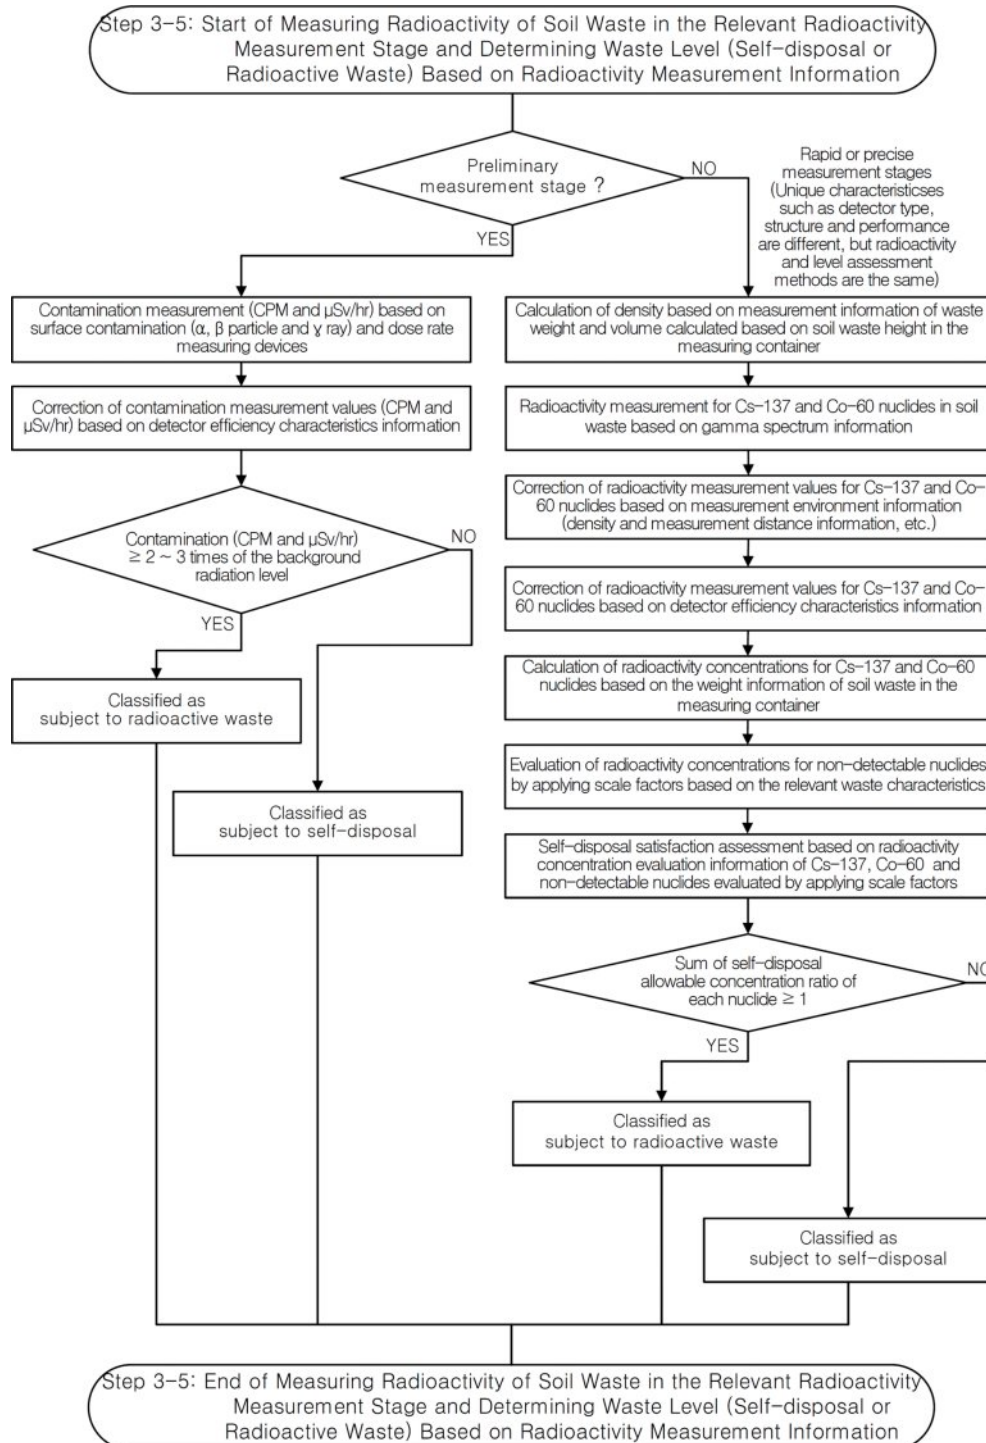 Step 3-5: Start of Measuring Radioactivity of Soil Waste in the Relevant Radioactivity
Measurement Stage and Determining Waste Level (Self-disposal or
Radioactive Waste) Based on Radioactivity Measurement Information
Preliminary
measurement stage ?
NO
YES
Rapid or precise
measurement stages
(Unique characteristicses
such as detector type,
structure and performance
are different, but radioactivity
and level assessment
methods are the same)
Contamination measurement (CPM and µSv/hr) based on
surface contamination (α, β particle and ɣ ray) and dose rate
measuring devices
Correction of contamination measurement values (CPM and
µSv/hr) based on detector efficiency characteristics information
Contamination (CPM and µSv/hr)
≥ 2 ~ 3 times of the background
radiation level
NO
YES
Classified as
subject to radioactive waste
Classified as
subject to self-disposal
Calculation of density based on measurement information of waste
weight and volume calculated based on soil waste height in the
measuring container
Radioactivity measurement for Cs-137 and Co-60 nuclides in soil
waste based on gamma spectrum information
Correction of radioactivity measurement values for Cs-137 and Co-
60 nuclides based on measurement environment information
(density and measurement distance information, etc.)
Correction of radioactivity measurement values for Cs-137 and Co-
60 nuclides based on detector efficiency characteristics information
Calculation of radioactivity concentrations for Cs-137 and Co-60
nuclides based on the weight information of soil waste in the
measuring container
Evaluation of radioactivity concentrations for non-detectable nuclides
by applying scale factors based on the relevant waste characteristics
Self-disposal satisfaction assessment based on radioactivity
concentration evaluation information of Cs-137, Co-60 and
non-detectable nuclides evaluated by applying scale factors
Sum of self-disposal
allowable concentration ratio of
each nuclide ≥ 1
NO
YES
Classified as
subject to radioactive waste
Classified as
subject to self-disposal
Step 3-5: End of Measuring Radioactivity of Soil Waste in the Relevant Radioactivity
Measurement Stage and Determining Waste Level (Self-disposal or
Radioactive Waste) Based on Radioactivity Measurement Information